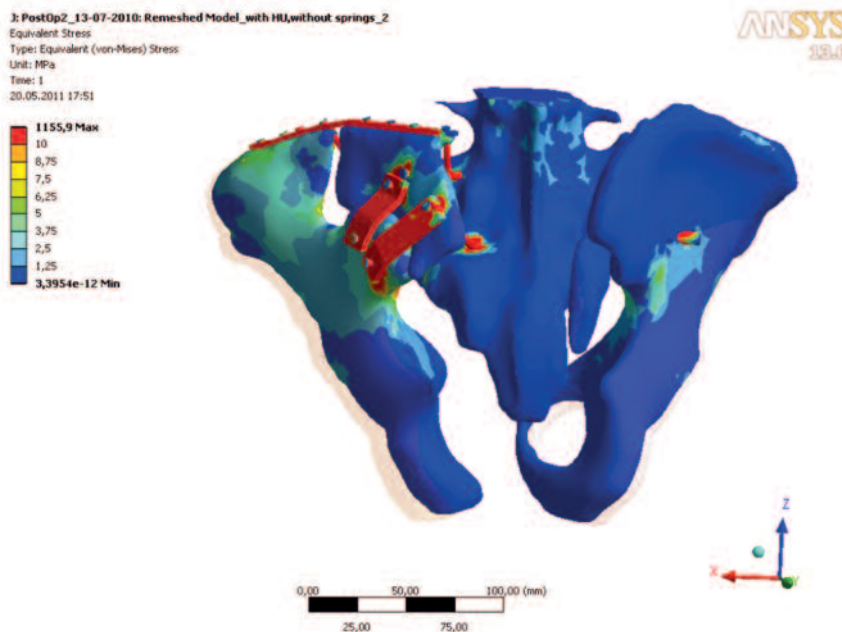 J: PostOp2_13-07-2010: Remeshed Model_with HU,without springs_2
Equivalent Stress
Type: Equivalent (von-Mises) Stress
Unit: MPa
Time: 1
20.05.2011 17:51
ANSYS
13.0
1155,9 Max
10
8,75
7,5
6,25
5
3,75
2,5
1,25
3,3954e-12 Min
Z
X
Y
0,00 50,00 100,00 (mm)
25,00 75,00